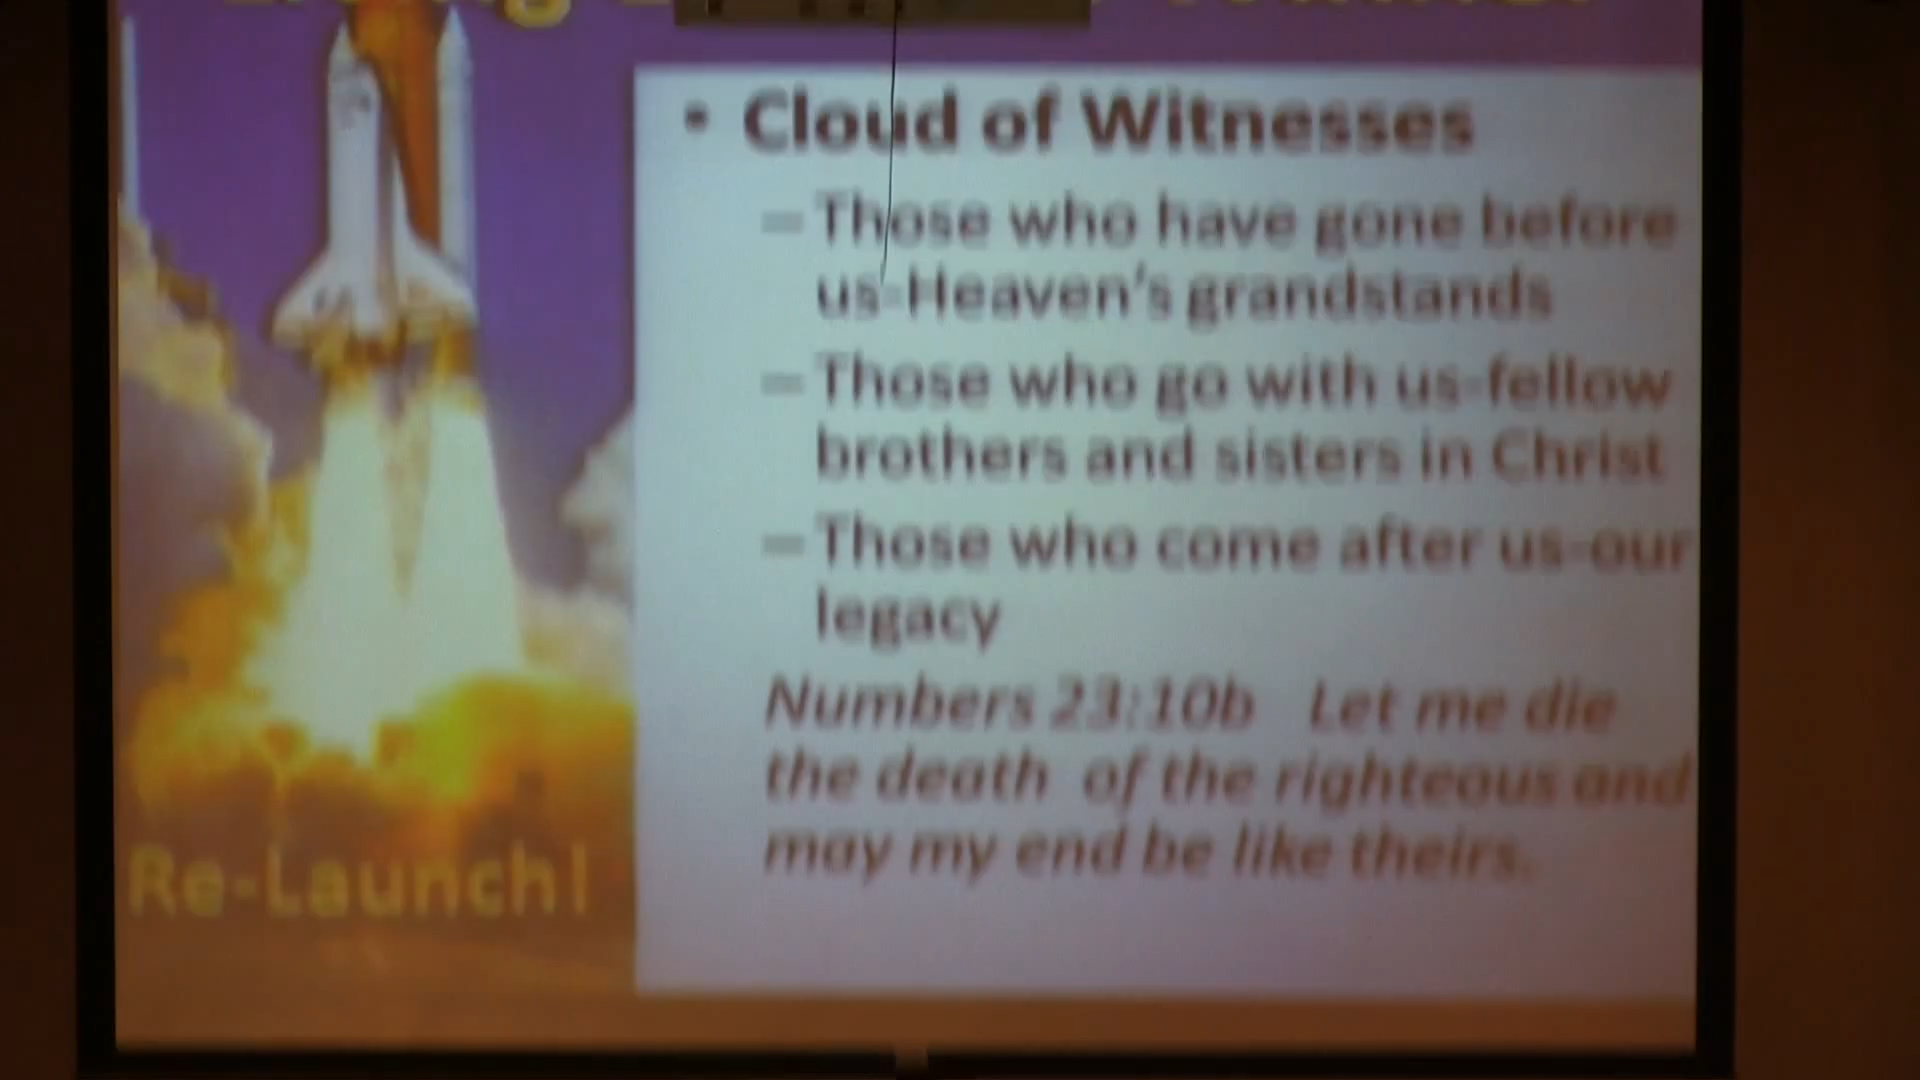 • Cloud of Witnesses
– Those who have gone before
us-Heaven's grandstands
– Those who go with us-fellow
brothers and sisters in Christ
– Those who come after us-our
legacy
Numbers 23:10b Let me die
the death of the righteous and
may my end be like theirs.
Re-Launch!